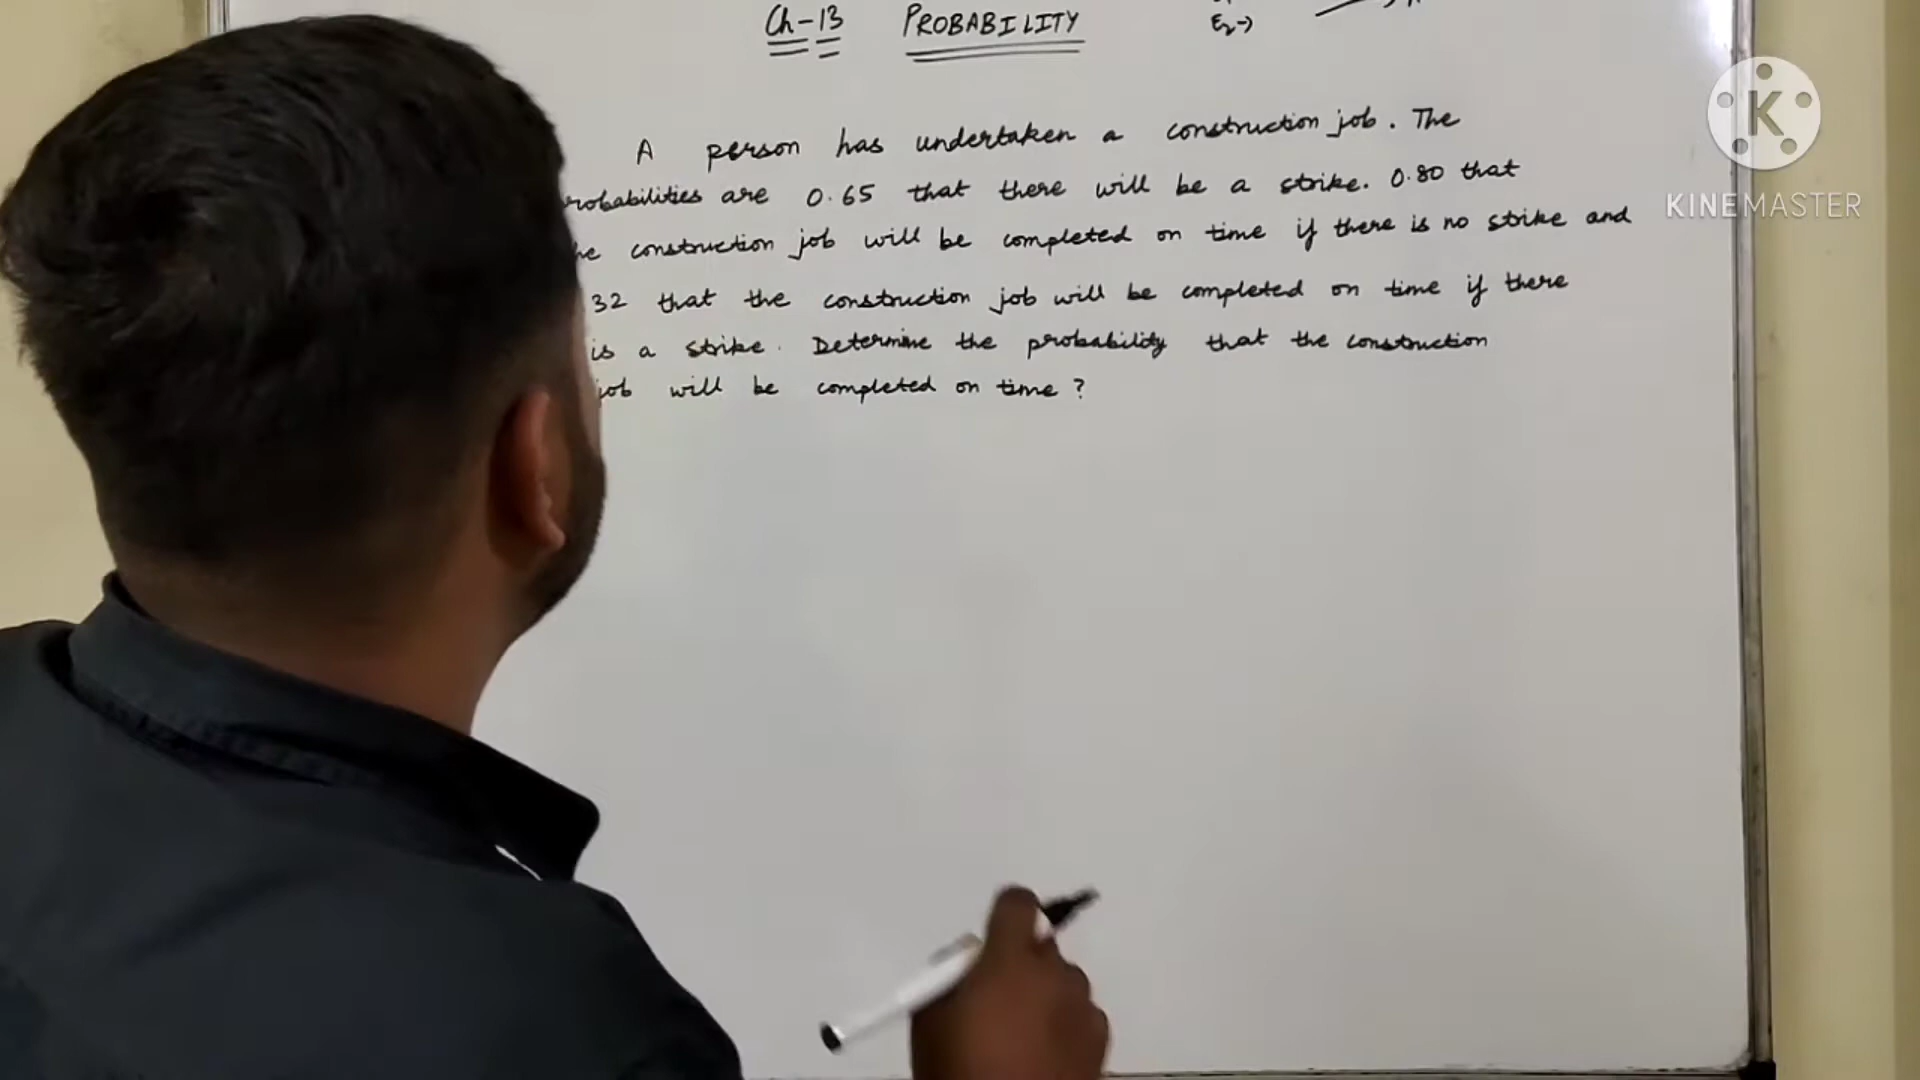 Ch-13 PROBABILITY
E2→
A person has undertaken a construction job. The
robabilities are 0.65 that there will be a strike. 0.80 that
he construction job will be completed on time if there is no strike and
32 that the construction job will be completed on time if there
is a strike. Determine the probability that the construction
job will be completed on time?
K
KINEMASTER